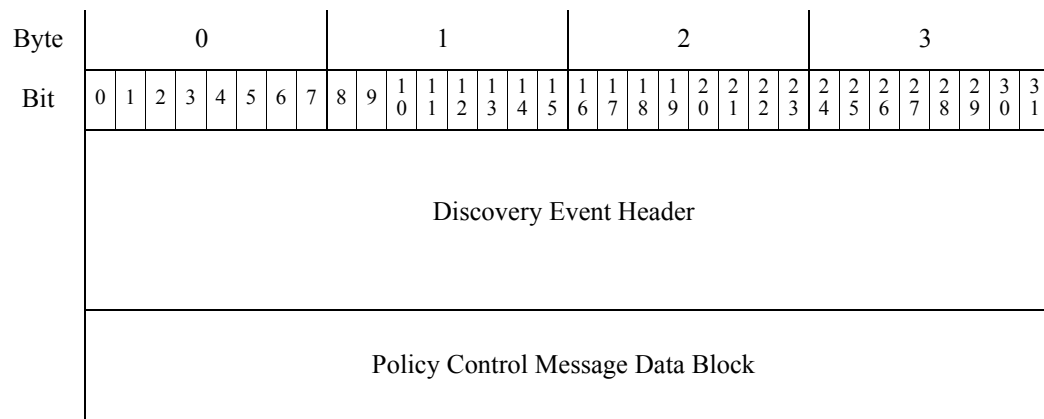 Byte 0 1 2 3
Bit 0 1 2 3 4 5 6 7 8 9 10 11 12 13 14 15 16 17 18 19 20 21 22 23 24 25 26 27 28 29 30 31
Discovery Event Header
Policy Control Message Data Block